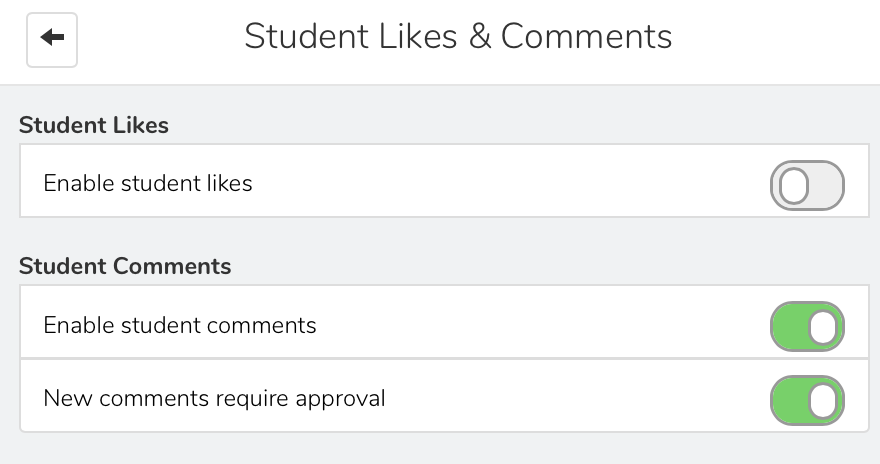 Student Likes & Comments
Student Likes
Enable student likes
Student Comments
Enable student comments
New comments require approval